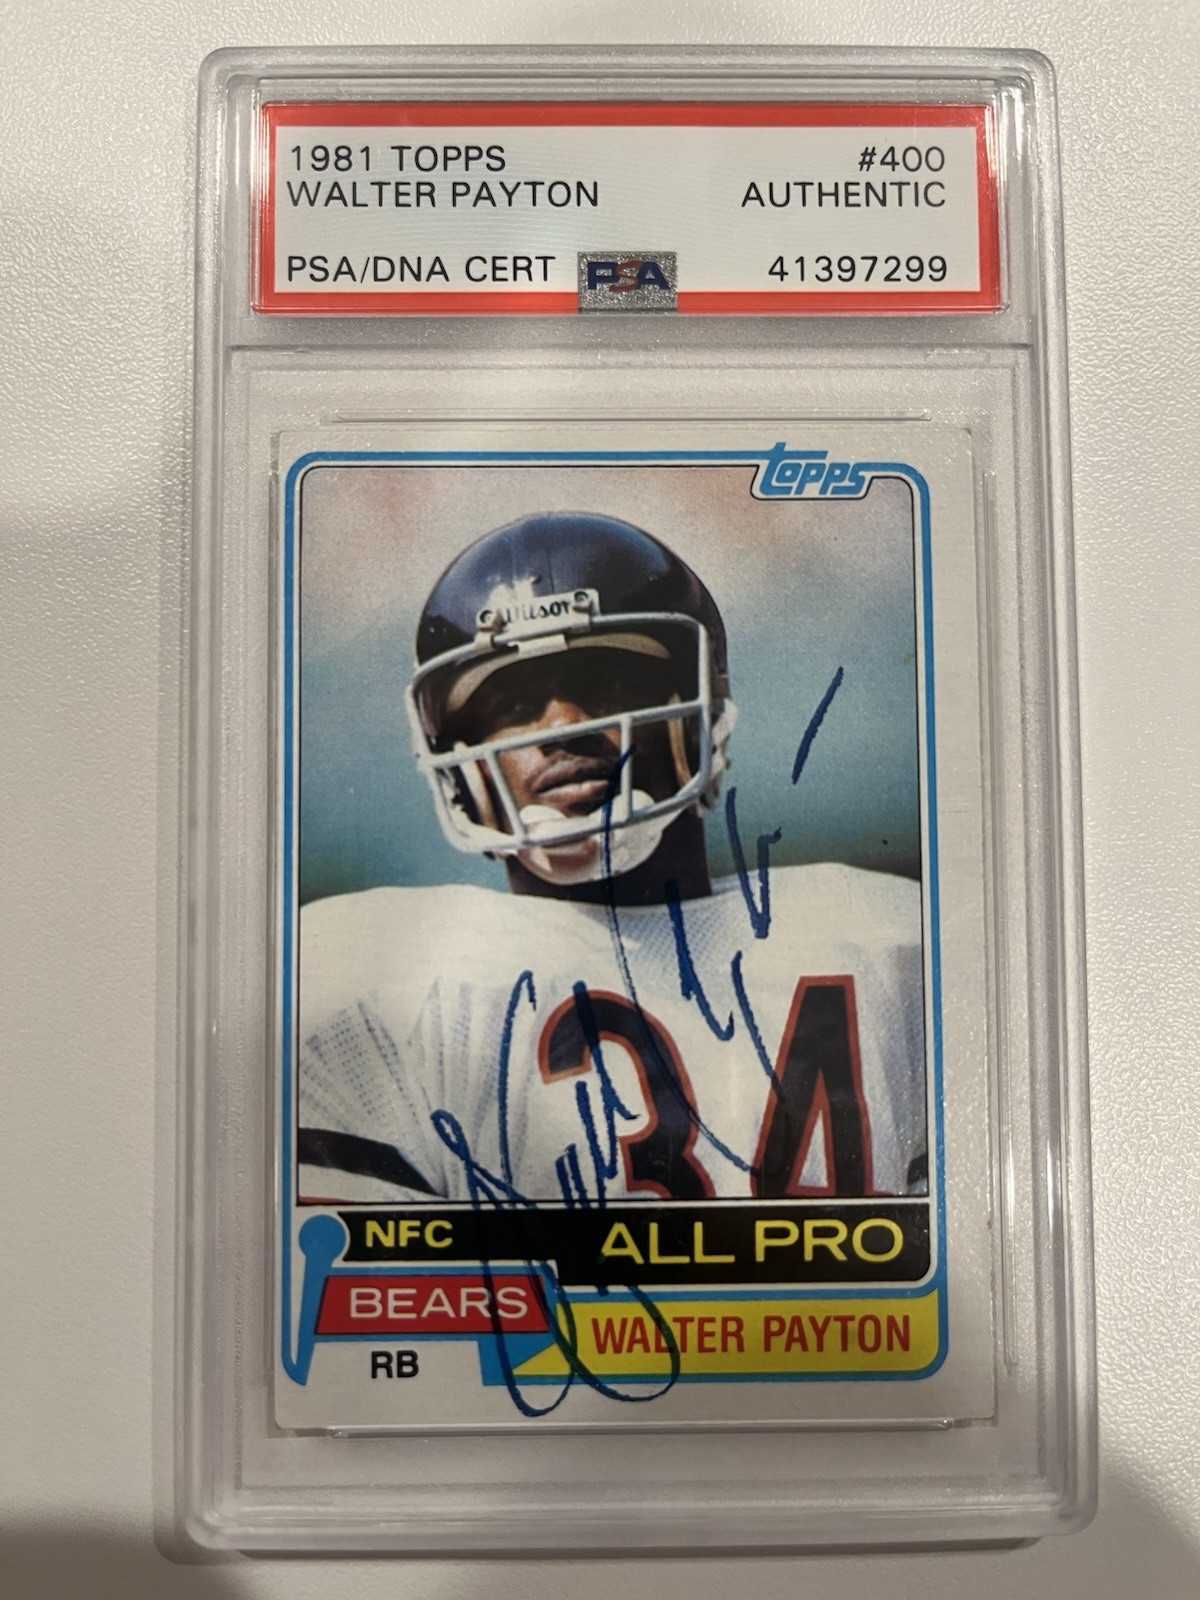 1981 TOPPS #400
WALTER PAYTON AUTHENTIC
PSA/DNA CERT PSA 41397299
topps
Wilson
34
NFC ALL PRO
BEARS
WALTER PAYTON
RB